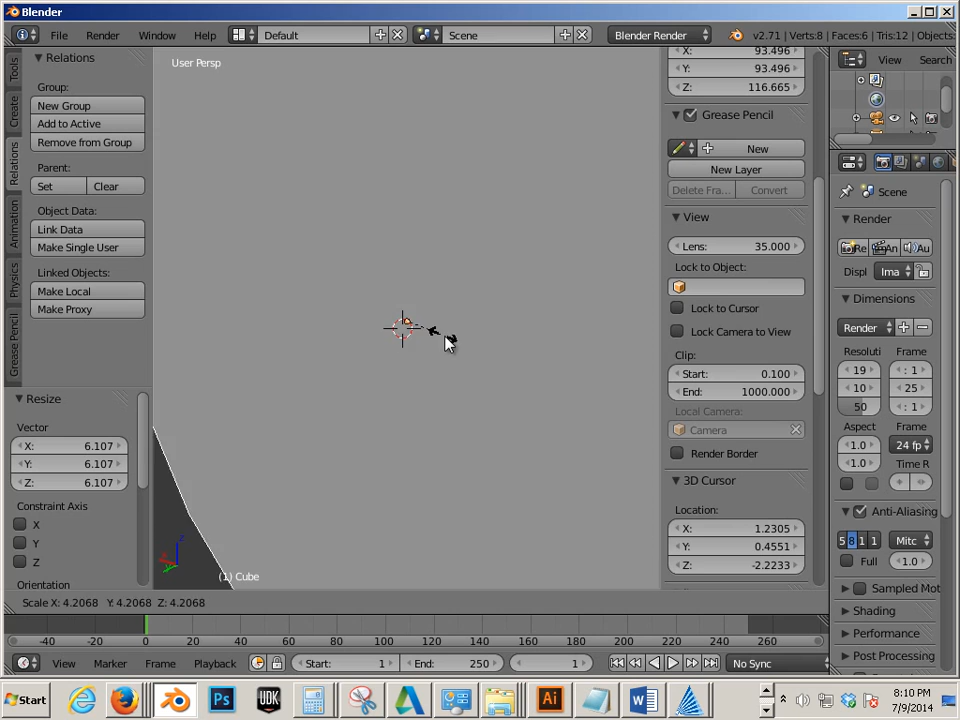 Blender
File Render Window Help Default Scene Blender Render v2.71 | Verts:8 | Faces:6 | Tris:12 | Objects:
Tools
Create
Relations
Animation
Physics
Grease Pencil
Relations
Group:
New Group
Add to Active
Remove from Group
Parent:
Set Clear
Object Data:
Link Data
Make Single User
Linked Objects:
Make Local
Make Proxy
Resize
Vector
X: 6.107
Y: 6.107
Z: 6.107
Constraint Axis
X
Y
Z
Orientation
User Persp
(1) Cube
Scale X: 4.2068 Y: 4.2068 Z: 4.2068
X: 93.496
Y: 93.496
Z: 116.665
Grease Pencil
New
New Layer
Delete Fra... Convert
View
Lens: 35.000
Lock to Object:
Lock to Cursor
Lock Camera to View
Clip:
Start: 0.100
End: 1000.000
Local Camera:
Camera
Render Border
3D Cursor
Location:
X: 1.2305
Y: 0.4551
Z: -2.2233
View Search
Scene
Render
Re An Au
Displ Ima
Dimensions
Render
Resoluti Frame
19 : 1
10 25
50 : 1
Aspect Frame
1.0 24 fp
1.0 Time R
Anti-Aliasing
5 8 1 1 Mitc
Full 1.0
Sampled Mot
Shading
Performance
Post Processing
-40 -20 0 20 40 60 80 100 120 140 160 180 200 220 240 260
View Marker Frame Playback Start: 1 End: 250 1 No Sync
Start Ps UDK Ai W 8:10 PM
7/9/2014